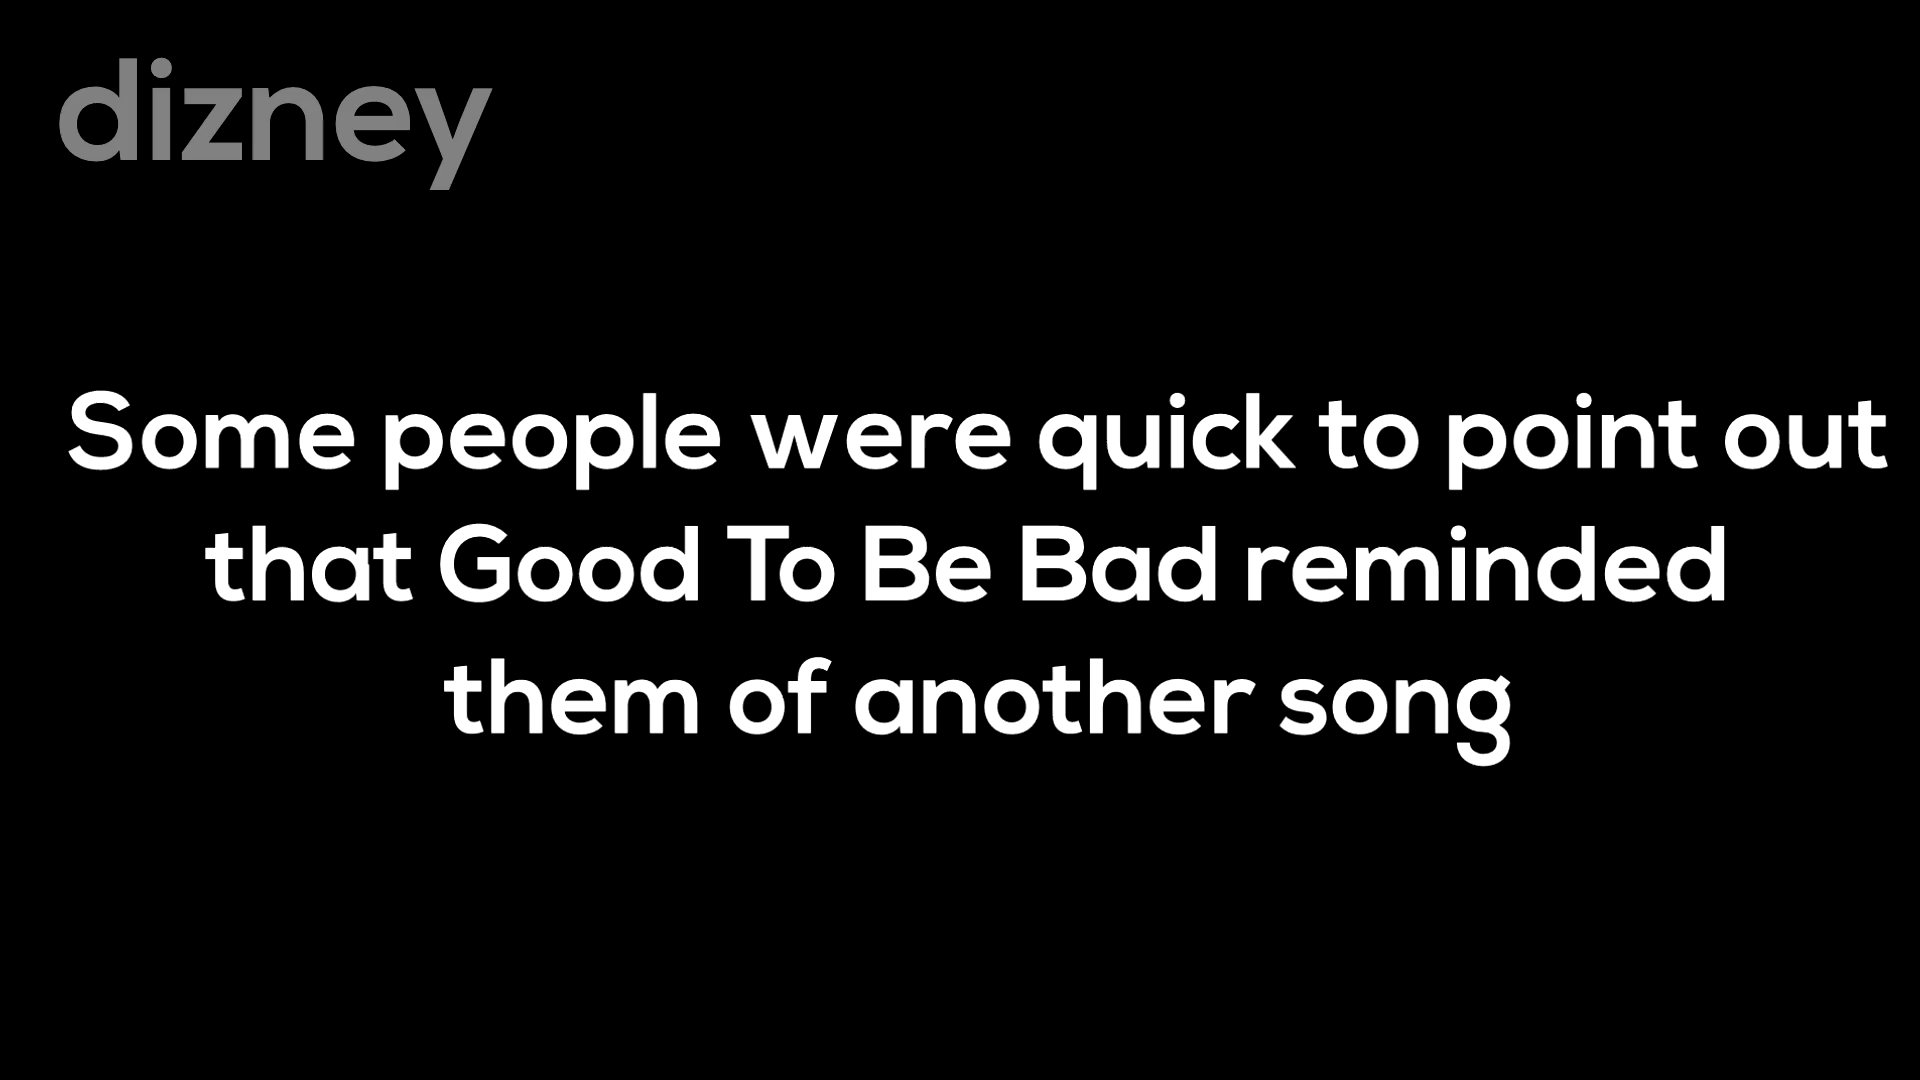 dizney
Some people were quick to point out
that Good To Be Bad reminded
them of another song